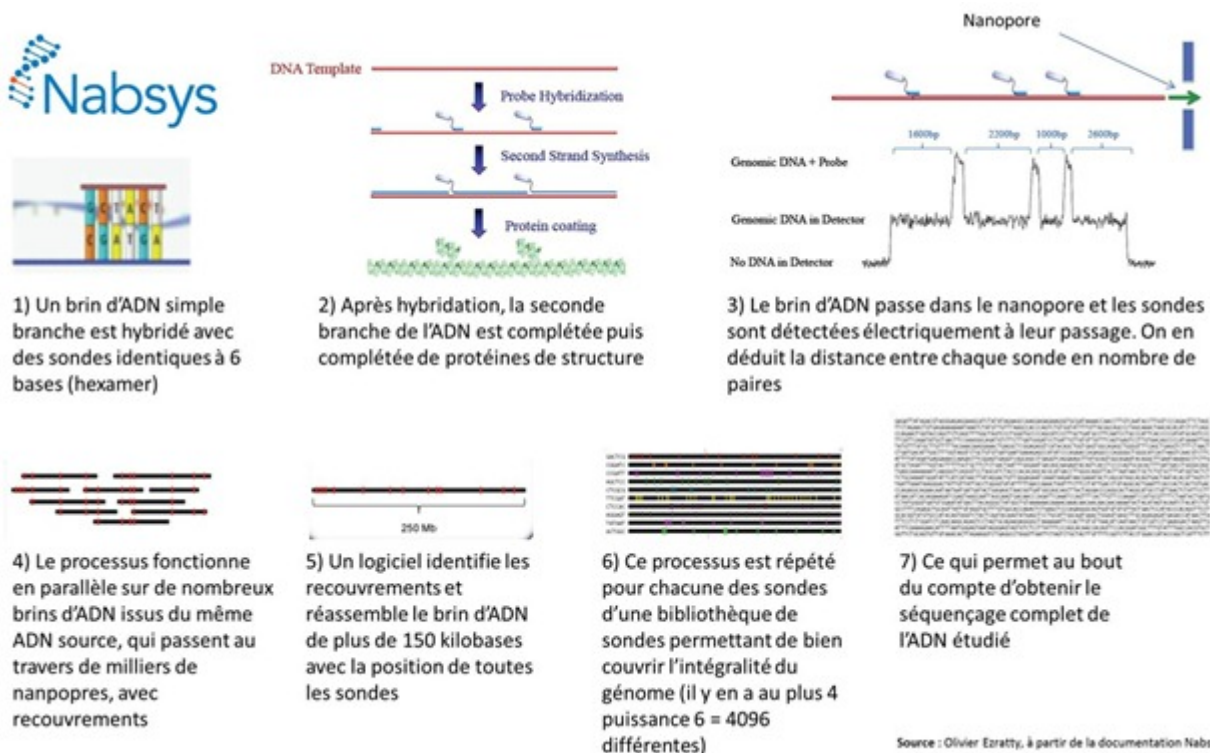 Nabsys
G C T A C T
C G A T G A
1) Un brin d'ADN simple
branche est hybridé avec
des sondes identiques à 6
bases (hexamer)
DNA Template
Probe Hybridization
Second Strand Synthesis
Protein coating
2) Après hybridation, la seconde
branche de l'ADN est complétée puis
complétée de protéines de structure
Nanopore
1600bp 2200bp 1000bp 2600bp
Genomic DNA + Probe
Genomic DNA in Detector
No DNA in Detector
3) Le brin d'ADN passe dans le nanopore et les sondes
sont détectées électriquement à leur passage. On en
déduit la distance entre chaque sonde en nombre de
paires
4) Le processus fonctionne
en parallèle sur de nombreux
brins d'ADN issus du même
ADN source, qui passent au
travers de milliers de
nanpopres, avec
recouvrements
250 Mb
5) Un logiciel identifie les
recouvrements et
réassemble le brin d'ADN
de plus de 150 kilobases
avec la position de toutes
les sondes
6) Ce processus est répété
pour chacune des sondes
d'une bibliothèque de
sondes permettant de bien
couvrir l'intégralité du
génome (il y en a au plus 4
puissance 6 = 4096
différentes)
7) Ce qui permet au bout
du compte d'obtenir le
séquençage complet de
l'ADN étudié
Source : Olivier Ezratty, à partir de la documentation Nabs